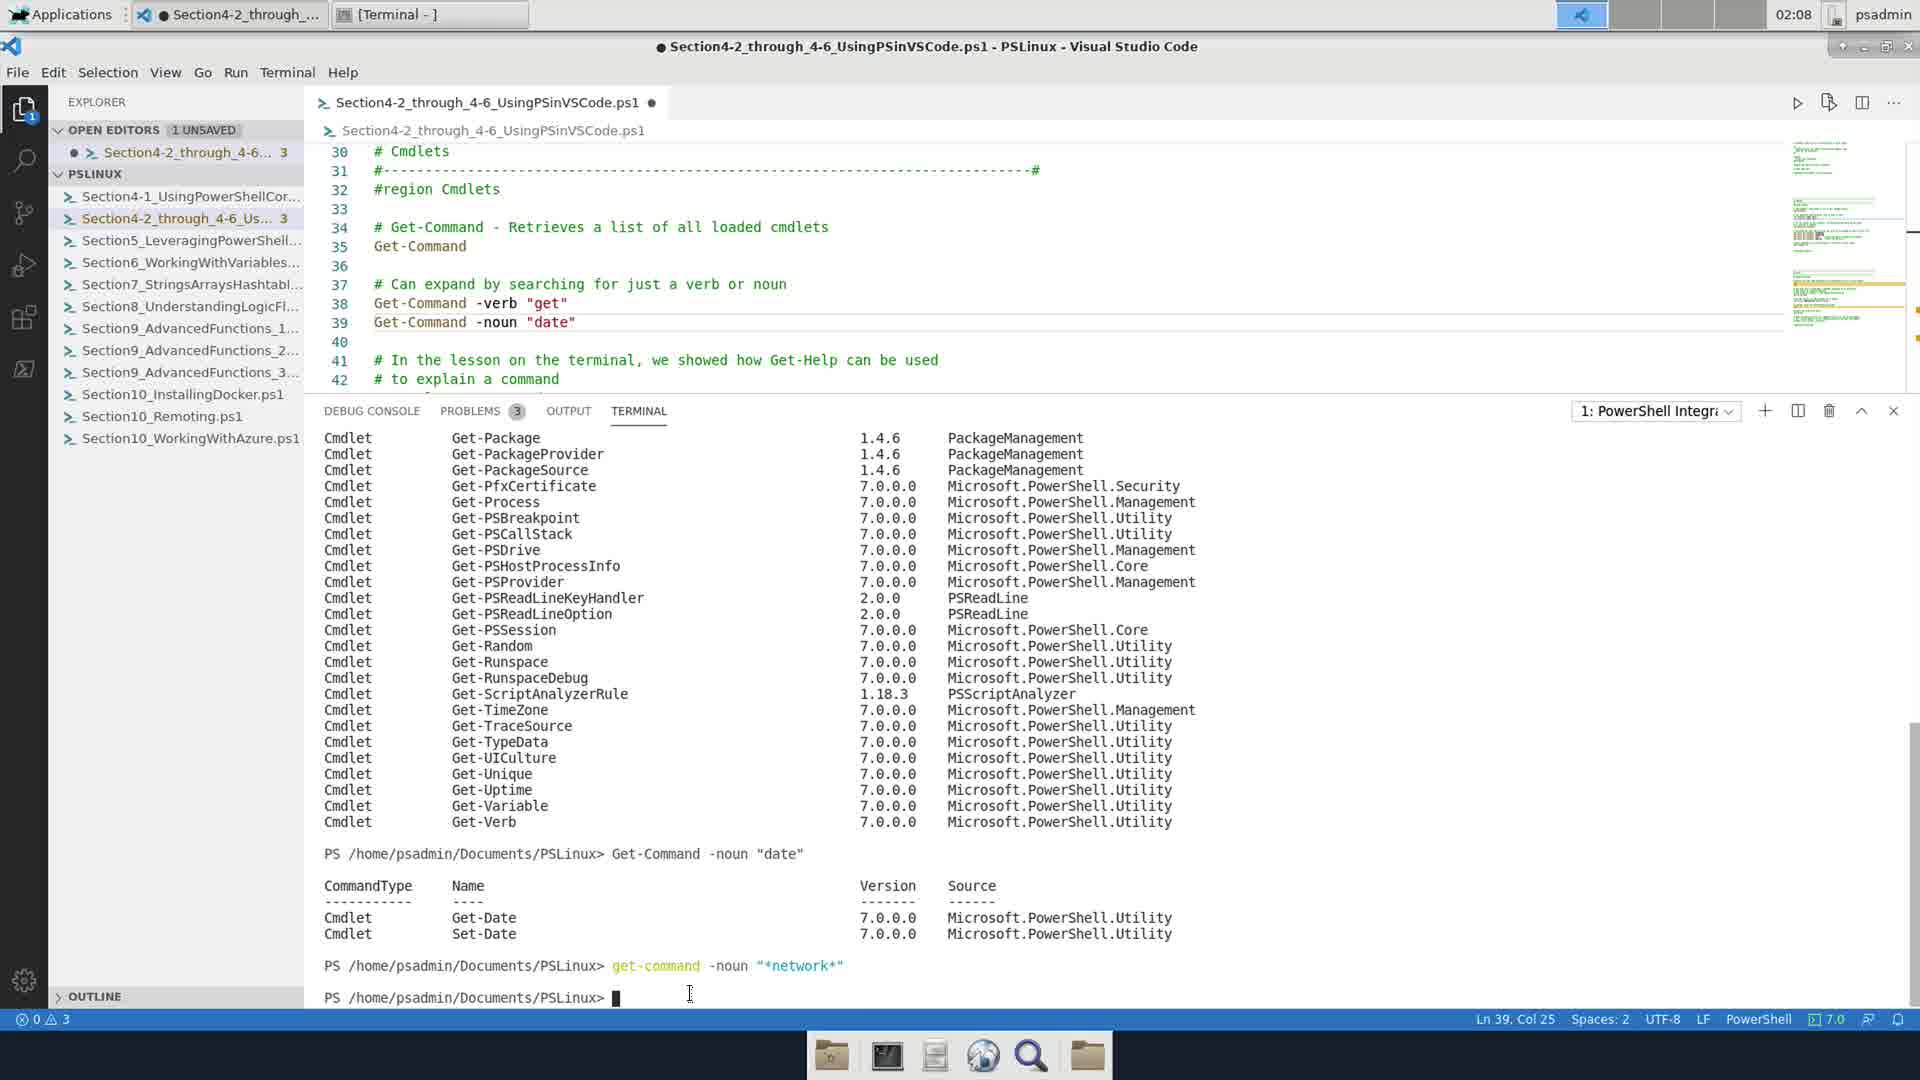 Applications
● Section4-2_through_...
[Terminal - ]
02:08
psadmin
● Section4-2_through_4-6_UsingPSinVSCode.ps1 - PSLinux - Visual Studio Code
File Edit Selection View Go Run Terminal Help
EXPLORER
OPEN EDITORS 1 UNSAVED
● Section4-2_through_4-6... 3
PSLINUX
Section4-1_UsingPowerShellCor...
Section4-2_through_4-6_Us... 3
Section5_LeveragingPowerShell...
Section6_WorkingWithVariables...
Section7_StringsArraysHashtabl...
Section8_UnderstandingLogicFl...
Section9_AdvancedFunctions_1...
Section9_AdvancedFunctions_2...
Section9_AdvancedFunctions_3...
Section10_InstallingDocker.ps1
Section10_Remoting.ps1
Section10_WorkingWithAzure.ps1
OUTLINE
1
Section4-2_through_4-6_UsingPSinVSCode.ps1 ●
Section4-2_through_4-6_UsingPSinVSCode.ps1
30 # Cmdlets
31 #-----------------------------------------------------------------------------#
32 #region Cmdlets
33
34 # Get-Command - Retrieves a list of all loaded cmdlets
35 Get-Command
36
37 # Can expand by searching for just a verb or noun
38 Get-Command -verb "get"
39 Get-Command -noun "date"
40
41 # In the lesson on the terminal, we showed how Get-Help can be used
42 # to explain a command
DEBUG CONSOLE PROBLEMS 3 OUTPUT TERMINAL
1: PowerShell Integra
Cmdlet Get-Package 1.4.6 PackageManagement
Cmdlet Get-PackageProvider 1.4.6 PackageManagement
Cmdlet Get-PackageSource 1.4.6 PackageManagement
Cmdlet Get-PfxCertificate 7.0.0.0 Microsoft.PowerShell.Security
Cmdlet Get-Process 7.0.0.0 Microsoft.PowerShell.Management
Cmdlet Get-PSBreakpoint 7.0.0.0 Microsoft.PowerShell.Utility
Cmdlet Get-PSCallStack 7.0.0.0 Microsoft.PowerShell.Utility
Cmdlet Get-PSDrive 7.0.0.0 Microsoft.PowerShell.Management
Cmdlet Get-PSHostProcessInfo 7.0.0.0 Microsoft.PowerShell.Core
Cmdlet Get-PSProvider 7.0.0.0 Microsoft.PowerShell.Management
Cmdlet Get-PSReadLineKeyHandler 2.0.0 PSReadLine
Cmdlet Get-PSReadLineOption 2.0.0 PSReadLine
Cmdlet Get-PSSession 7.0.0.0 Microsoft.PowerShell.Core
Cmdlet Get-Random 7.0.0.0 Microsoft.PowerShell.Utility
Cmdlet Get-Runspace 7.0.0.0 Microsoft.PowerShell.Utility
Cmdlet Get-RunspaceDebug 7.0.0.0 Microsoft.PowerShell.Utility
Cmdlet Get-ScriptAnalyzerRule 1.18.3 PSScriptAnalyzer
Cmdlet Get-TimeZone 7.0.0.0 Microsoft.PowerShell.Management
Cmdlet Get-TraceSource 7.0.0.0 Microsoft.PowerShell.Utility
Cmdlet Get-TypeData 7.0.0.0 Microsoft.PowerShell.Utility
Cmdlet Get-UICulture 7.0.0.0 Microsoft.PowerShell.Utility
Cmdlet Get-Unique 7.0.0.0 Microsoft.PowerShell.Utility
Cmdlet Get-Uptime 7.0.0.0 Microsoft.PowerShell.Utility
Cmdlet Get-Variable 7.0.0.0 Microsoft.PowerShell.Utility
Cmdlet Get-Verb 7.0.0.0 Microsoft.PowerShell.Utility
PS /home/psadmin/Documents/PSLinux> Get-Command -noun "date"
CommandType Name Version Source
----------- ---- ------- ------
Cmdlet Get-Date 7.0.0.0 Microsoft.PowerShell.Utility
Cmdlet Set-Date 7.0.0.0 Microsoft.PowerShell.Utility
PS /home/psadmin/Documents/PSLinux> get-command -noun "*network*"
PS /home/psadmin/Documents/PSLinux>
0 3
Ln 39, Col 25 Spaces: 2 UTF-8 LF PowerShell 7.0